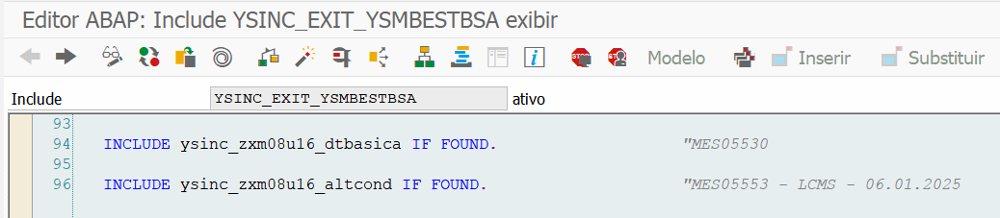 Editor ABAP: Include YSINC_EXIT_YSMBESTBSA exibir
Modelo Inserir Substituir
Include YSINC_EXIT_YSMBESTBSA ativo
93
94 INCLUDE ysinc_zxm08u16_dtbasica IF FOUND. "MES05530
95
96 INCLUDE ysinc_zxm08u16_altcond IF FOUND. "MES05553 - LCMS - 06.01.2025